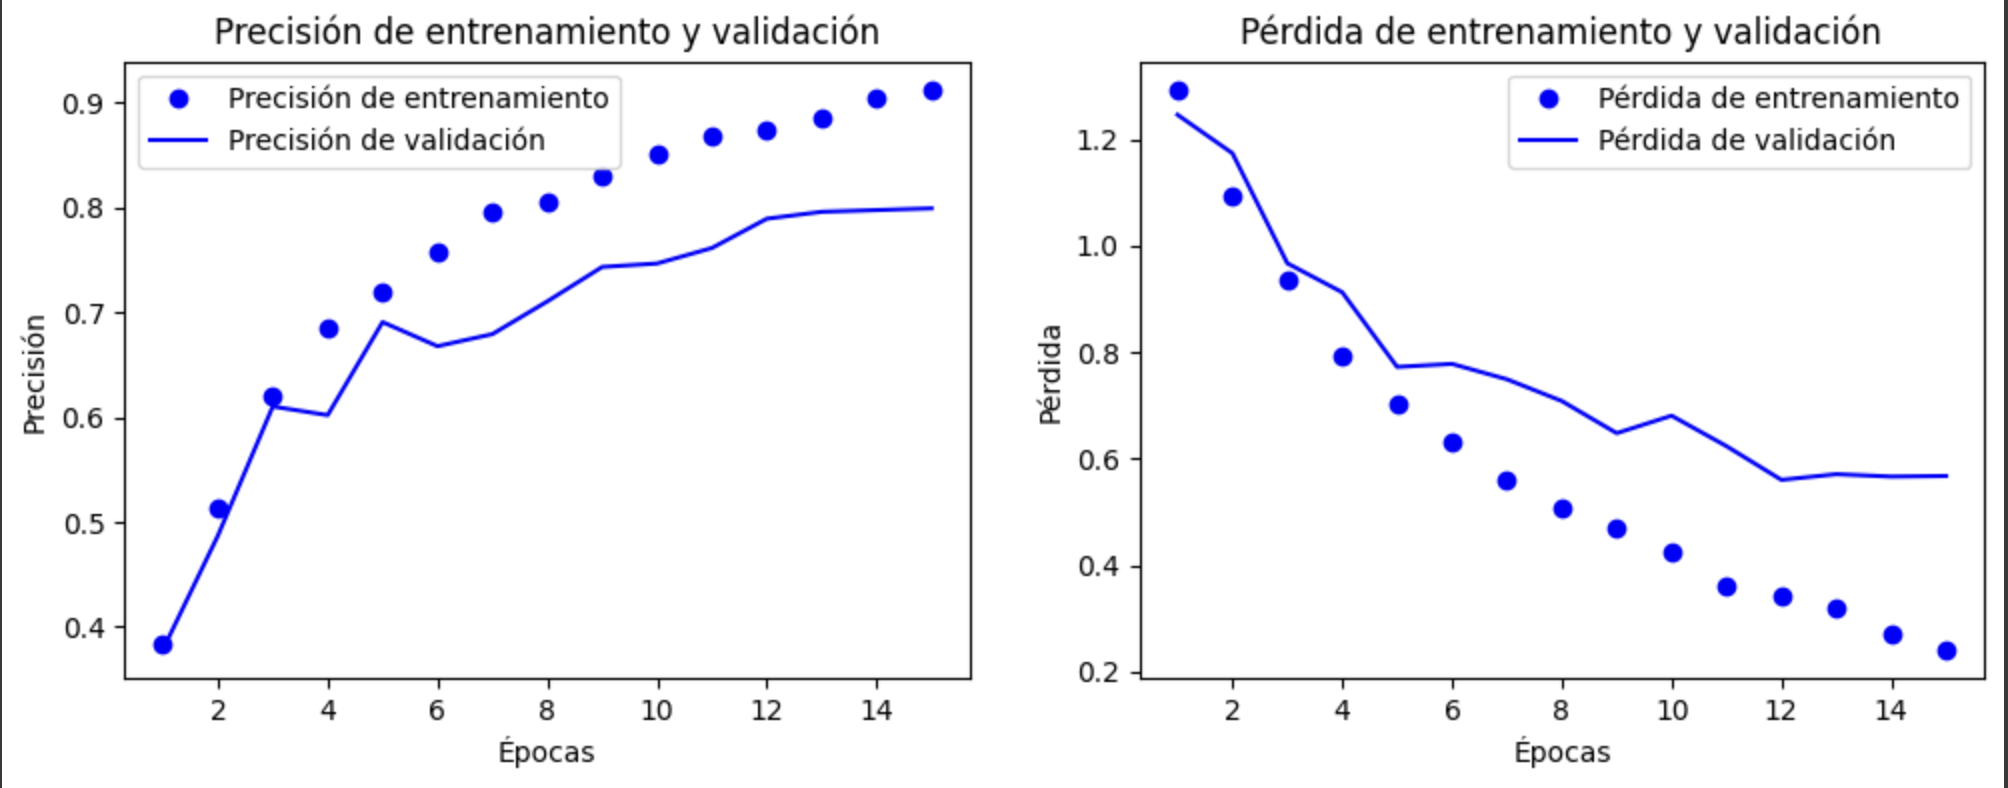 Precisión de entrenamiento y validación
Precisión de entrenamiento
Precisión de validación
0.9
0.8
0.7
0.6
0.5
0.4
Precisión
2 4 6 8 10 12 14
Épocas
Pérdida de entrenamiento y validación
Pérdida de entrenamiento
Pérdida de validación
1.2
1.0
0.8
0.6
0.4
0.2
Pérdida
2 4 6 8 10 12 14
Épocas